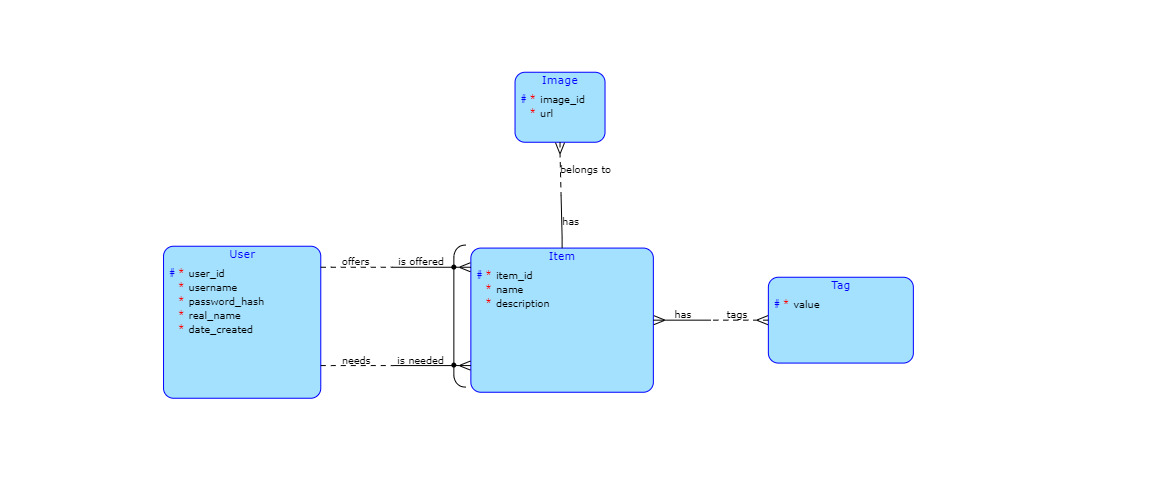 Image
# * image_id
* url
belongs to
has
User
# * user_id
* username
* password_hash
* real_name
* date_created
offers
is offered
needs
is needed
Item
# * item_id
* name
* description
has
tags
Tag
# * value